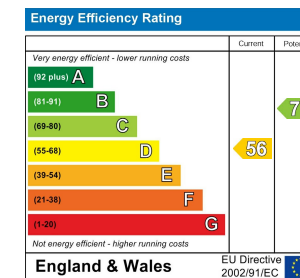 Energy Efficiency Rating
Current
Very energy efficient - lower running costs
(92 plus) A
(81-91) B
(69-80) C
(55-68) D
56
(39-54) E
(21-38) F
(1-20) G
Not energy efficient - higher running costs
England & Wales
EU Directive
2002/91/EC